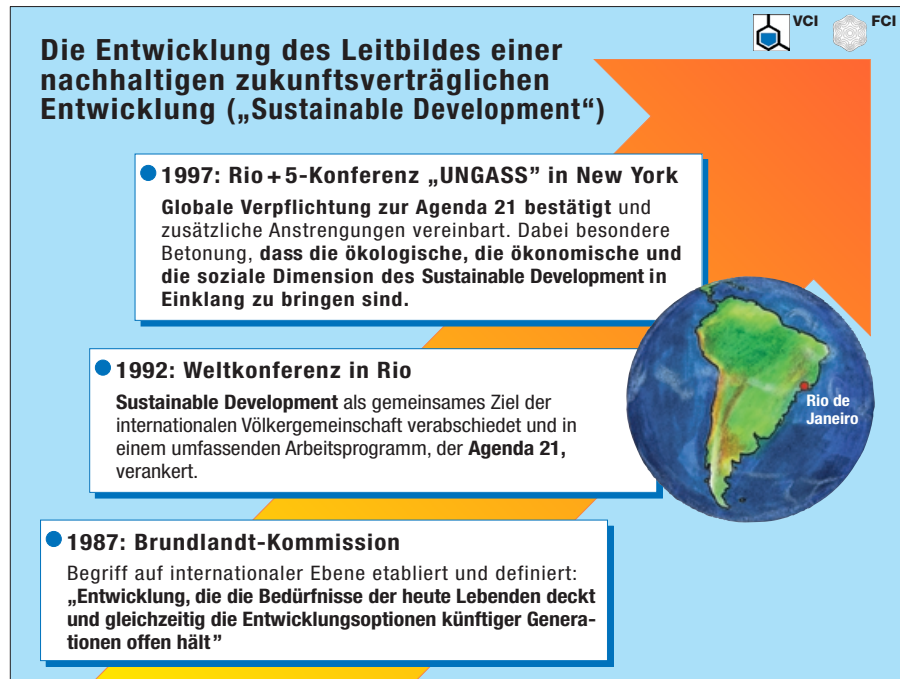 VCI
FCI
Die Entwicklung des Leitbildes einer
nachhaltigen zukunftsverträglichen
Entwicklung („Sustainable Development“)
1997: Rio + 5-Konferenz „UNGASS” in New York
Globale Verpflichtung zur Agenda 21 bestätigt und
zusätzliche Anstrengungen vereinbart. Dabei besondere
Betonung, dass die ökologische, die ökonomische und
die soziale Dimension des Sustainable Development in
Einklang zu bringen sind.
1992: Weltkonferenz in Rio
Sustainable Development als gemeinsames Ziel der
internationalen Völkergemeinschaft verabschiedet und in
einem umfassenden Arbeitsprogramm, der Agenda 21,
verankert.
Rio de
Janeiro
1987: Brundlandt-Kommission
Begriff auf internationaler Ebene etabliert und definiert:
„Entwicklung, die die Bedürfnisse der heute Lebenden deckt
und gleichzeitig die Entwicklungsoptionen künftiger Genera-
tionen offen hält”